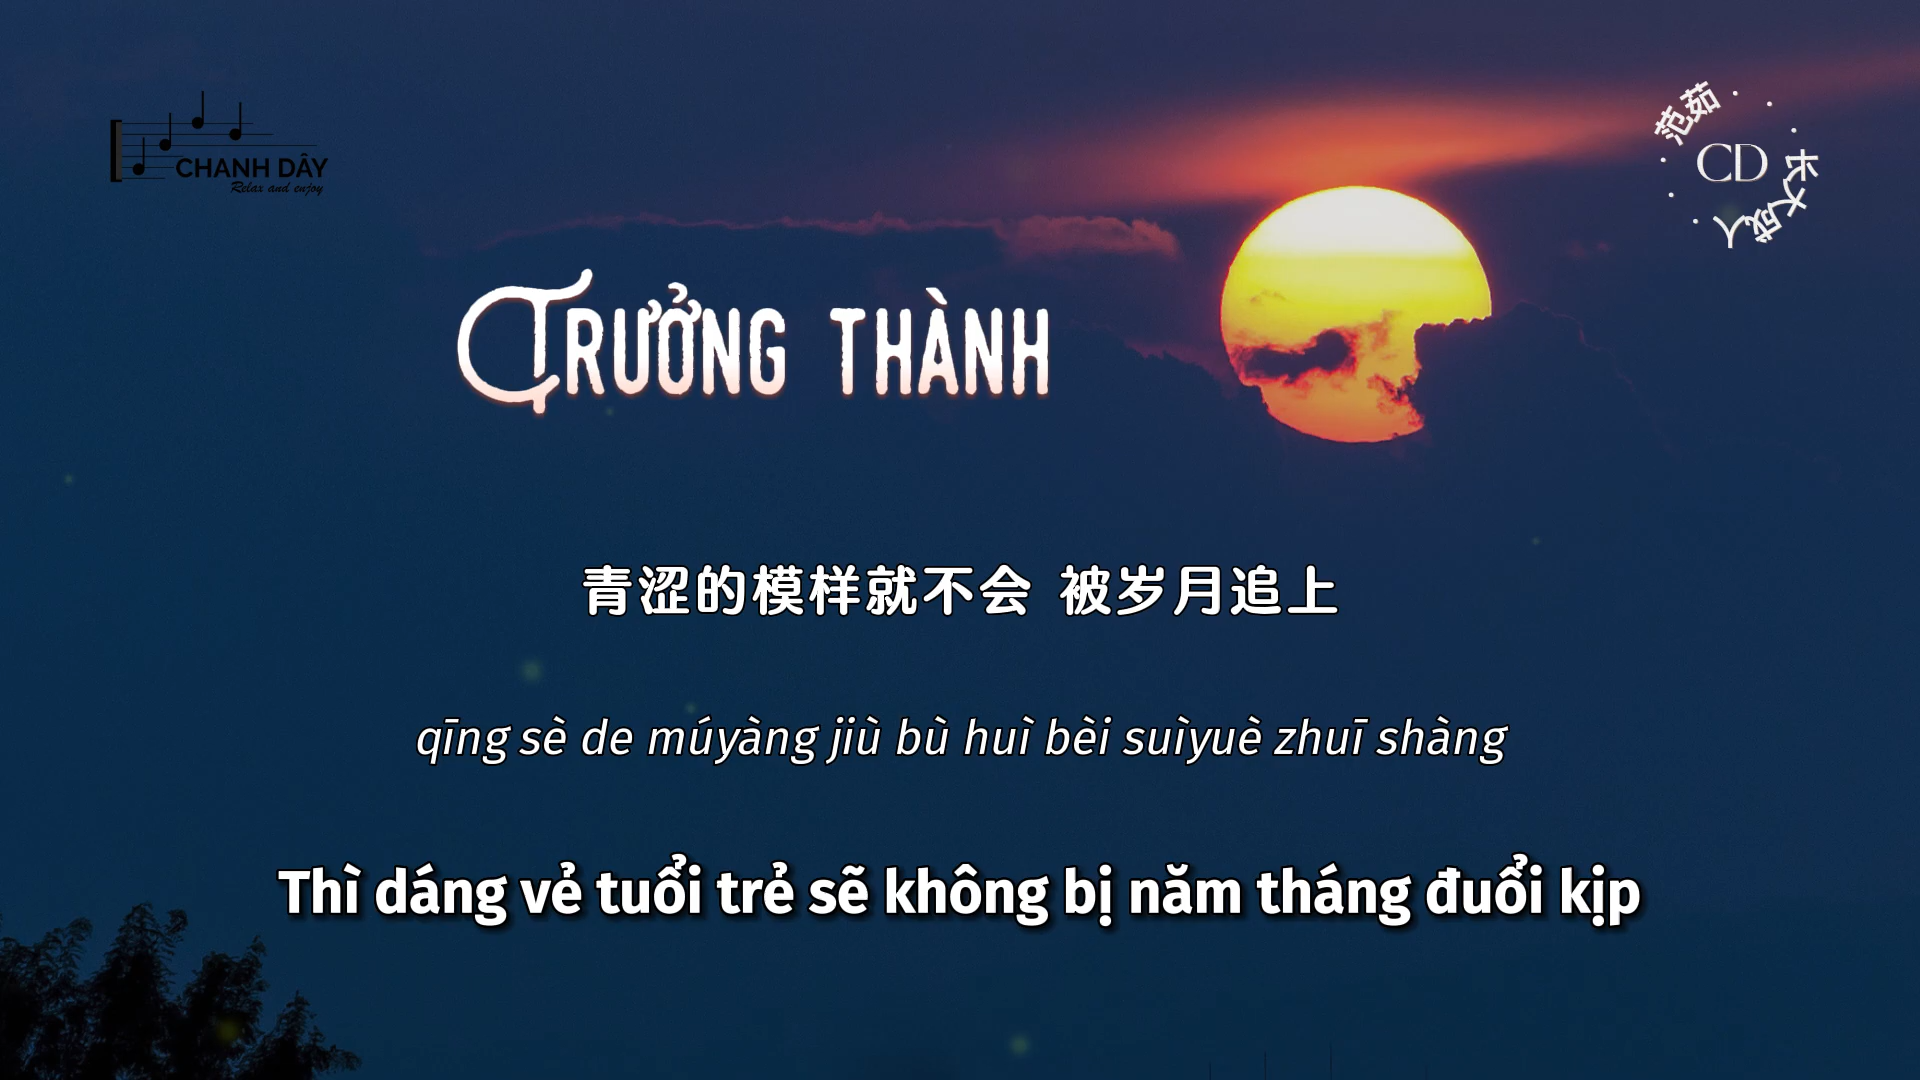 CHANH DÂY
Relax and enjoy
范茹
CD
长大成人
TRƯỞNG THÀNH
青涩的模样就不会 被岁月追上
qīng sè de múyàng jiù bù huì bèi suìyuè zhuī shàng
Thì dáng vẻ tuổi trẻ sẽ không bị năm tháng đuổi kịp